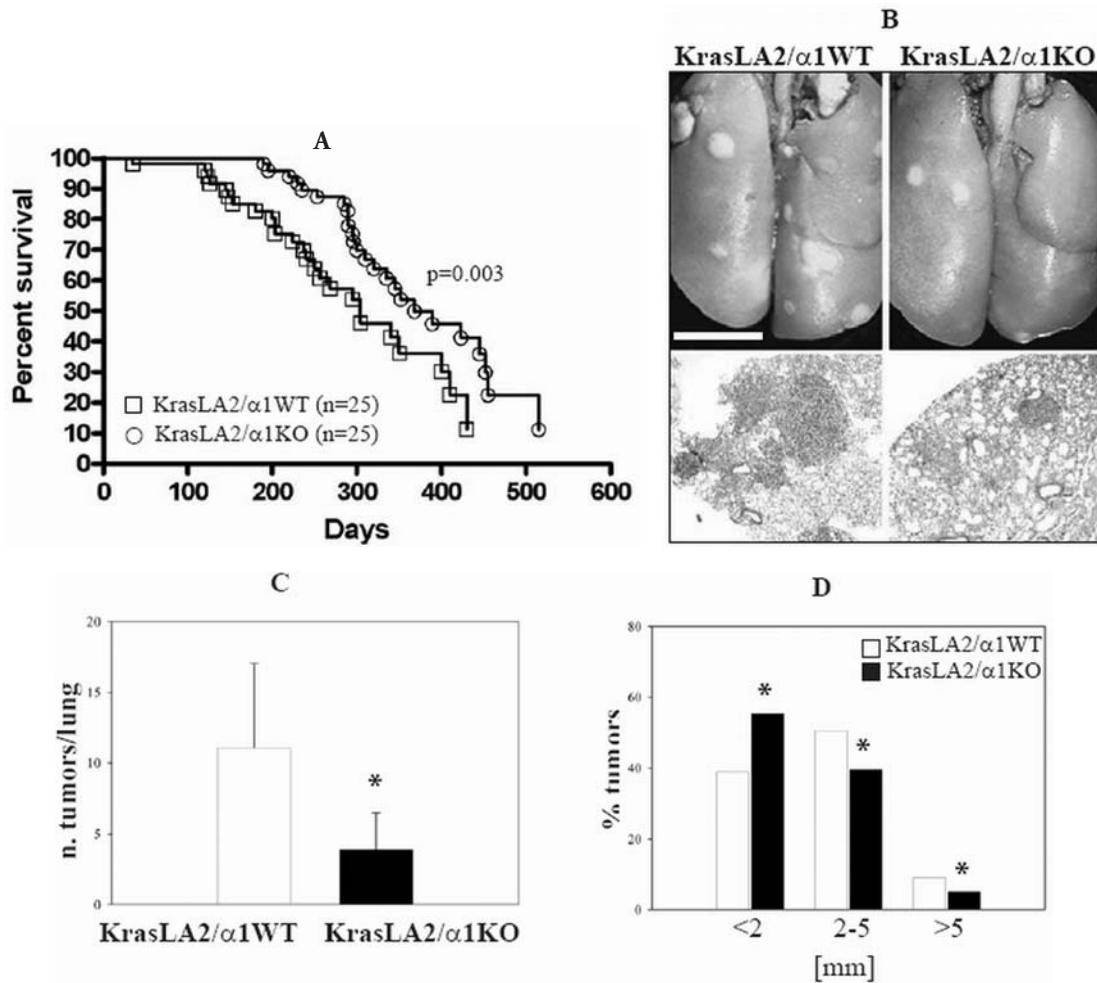 A
100
90
80
70
60
50
40
30
20
10
0
Percent survival
p=0.003
KrasLA2/α1WT (n=25)
KrasLA2/α1KO (n=25)
0 100 200 300 400 500 600
Days
B
KrasLA2/α1WT KrasLA2/α1KO
C
20
15
10
5
0
n. tumors/lung
*
KrasLA2/α1WT KrasLA2/α1KO
D
80
60
40
20
0
% tumors
KrasLA2/α1WT
KrasLA2/α1KO
*
*
*
<2 2-5 >5
[mm]